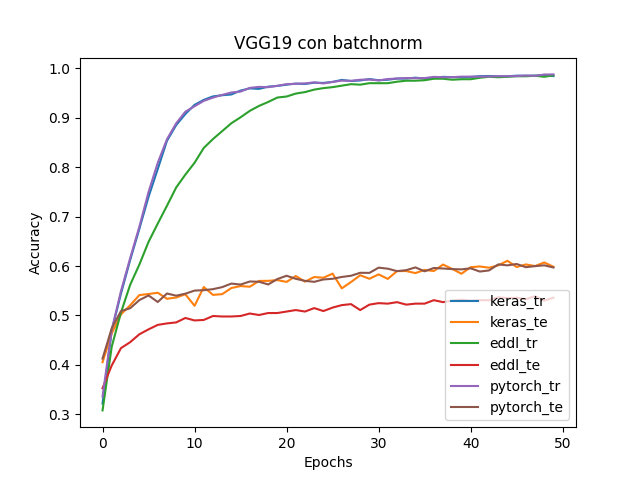 VGG19 con batchnorm
Accuracy
1.0
0.9
0.8
0.7
0.6
0.5
0.4
0.3
keras_tr
keras_te
eddl_tr
eddl_te
pytorch_tr
pytorch_te
0 10 20 30 40 50
Epochs